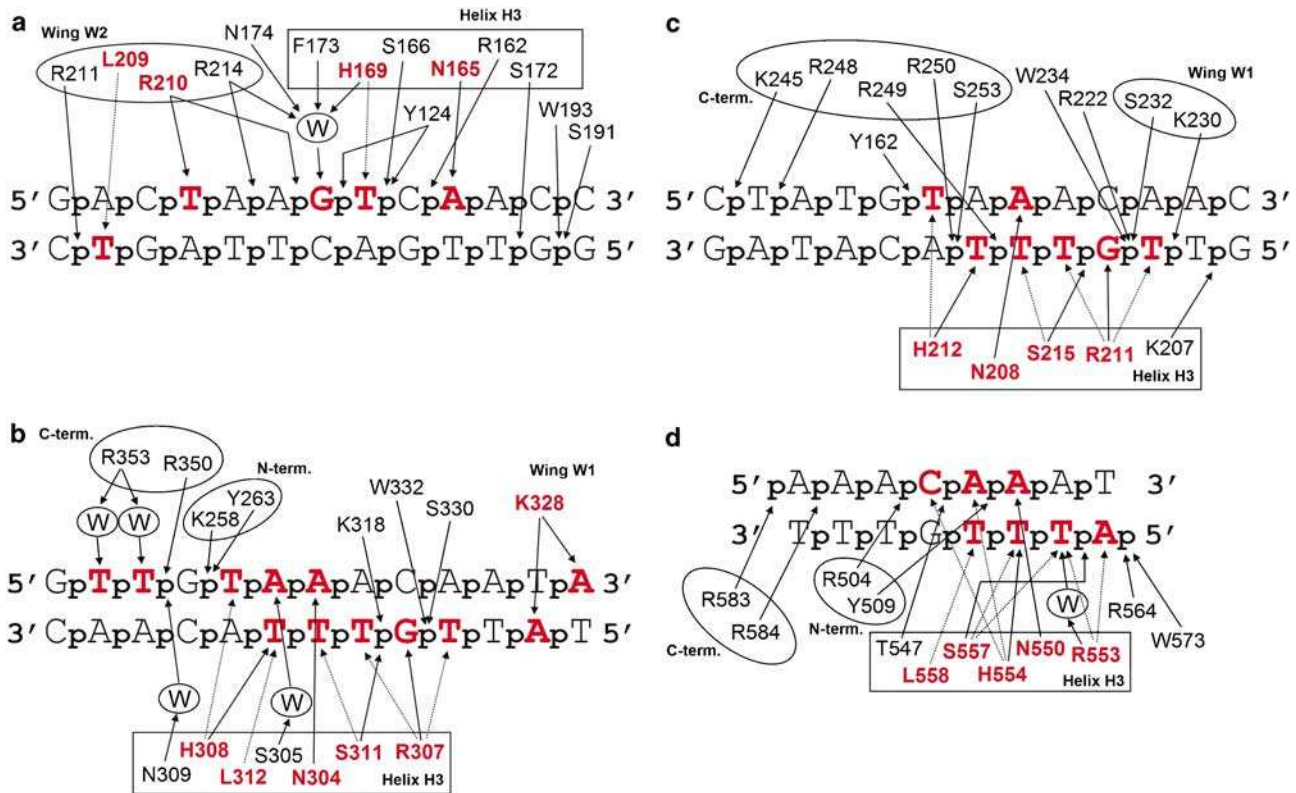 a
Wing W2
N174
Helix H3
L209
F173
S166
R162
R211
R210
R214
H169
N165
S172
W
Y124
W193
S191
5′ GpApCpTpApApGpTpCpApApCpC 3′
3′ CpTpGpApTpTpCpApGpTpTpGpG 5′
c
C-term.
K245
R248
R250
W234
Wing W1
R249
S253
R222
S232
K230
Y162
5′ CpTpApTpGpTpApApApCpApApC 3′
3′ GpApTpApCpApTpTpTpGpTpTpG 5′
H212
N208
S215
R211
K207
Helix H3
b
C-term.
R353
R350
N-term.
Y263
K258
W
W
W332
K318
S330
Wing W1
K328
5′ GpTpTpGpTpApApApCpApApTpA 3′
3′ CpApApCpApTpTpTpGpTpTpApT 5′
W
W
N309
H308
L312
S305
N304
S311
R307
Helix H3
d
5′ pApApApCpApApApT 3′
3′ TpTpTpGpTpTpTpAp 5′
R583
R584
C-term.
R504
Y509
N-term.
W
R564
W573
T547
L558
S557
H554
N550
R553
Helix H3